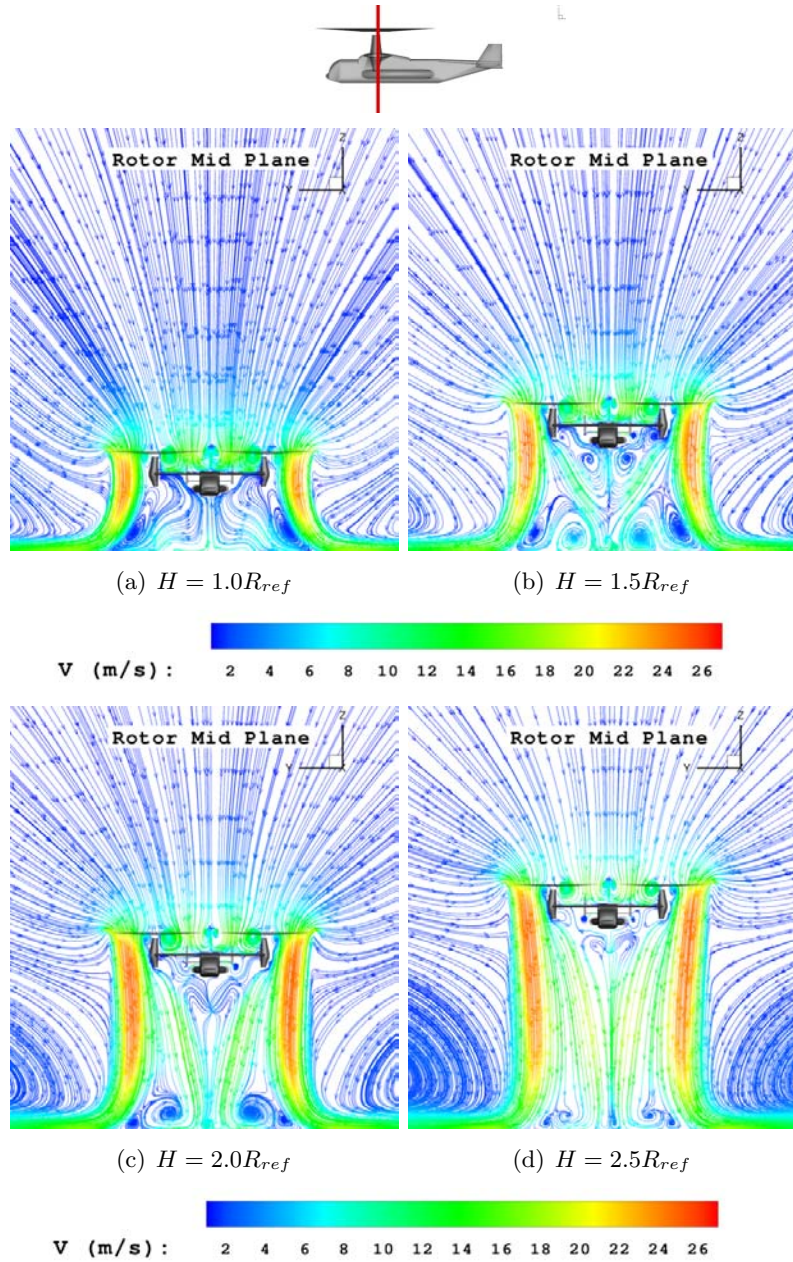 Rotor Mid Plane
Z
Y
X
Rotor Mid Plane
Z
Y
X
(a) H = 1.0R_ref
(b) H = 1.5R_ref
V (m/s): 2 4 6 8 10 12 14 16 18 20 22 24 26
Rotor Mid Plane
Z
Y
X
Rotor Mid Plane
Z
Y
X
(c) H = 2.0R_ref
(d) H = 2.5R_ref
V (m/s): 2 4 6 8 10 12 14 16 18 20 22 24 26